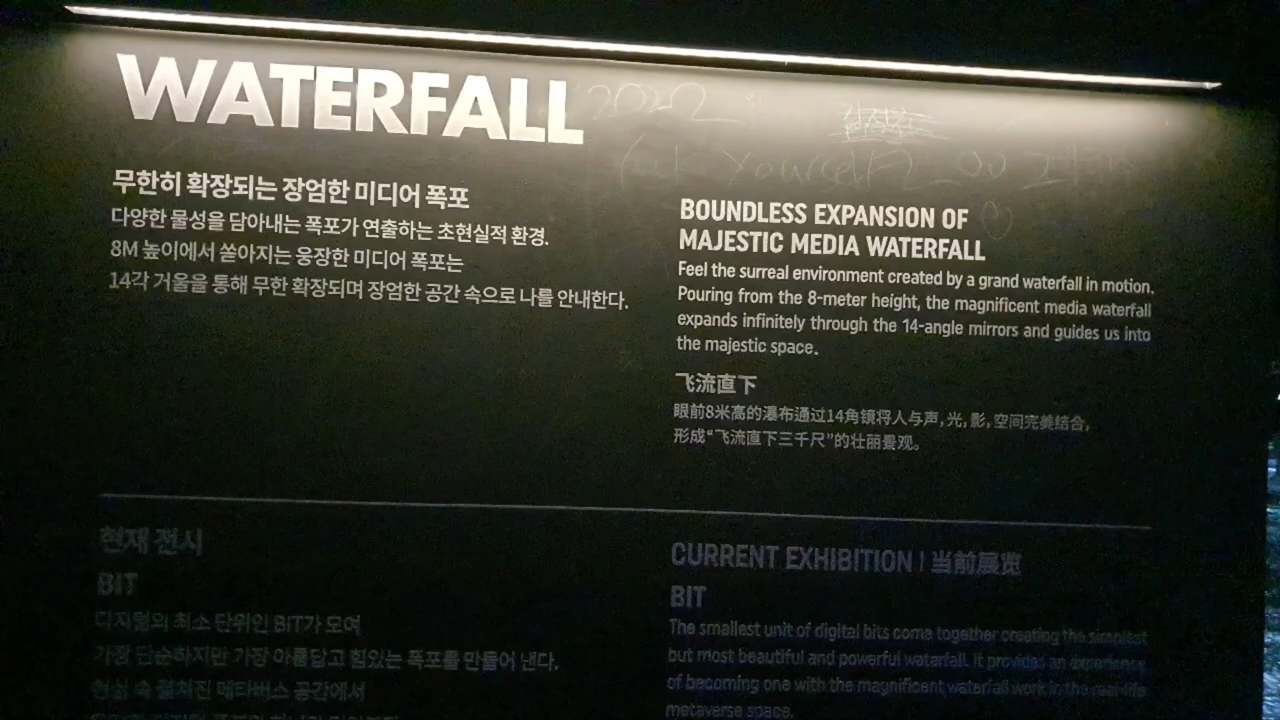 WATERFALL
2022
무한히 확장되는 장엄한 미디어 폭포
다양한 물성을 담아내는 폭포가 연출하는 초현실적 환경.
8M 높이에서 쏟아지는 웅장한 미디어 폭포는
14각 거울을 통해 무한 확장되며 장엄한 공간 속으로 나를 안내한다.
BOUNDLESS EXPANSION OF
MAJESTIC MEDIA WATERFALL
Feel the surreal environment created by a grand waterfall in motion.
Pouring from the 8-meter height, the magnificent media waterfall
expands infinitely through the 14-angle mirrors and guides us into
the majestic space.
飞流直下
眼前8米高的瀑布通过14角镜将人与声,光,影,空间完美结合,
形成“飞流直下三千尺”的壮丽景观。
현재 전시
BIT
디지털의 최소 단위인 BIT가 모여
가장 단순하지만 가장 아름답고 힘있는 폭포를 만들어 낸다.
현실 속 펼쳐진 메타버스 공간에서
CURRENT EXHIBITION | 当前展览
BIT
The smallest unit of digital bits come together creating the simplest
but most beautiful and powerful waterfall. It provides an experience
of becoming one with the magnificent waterfall work in the real-life
metaverse space.